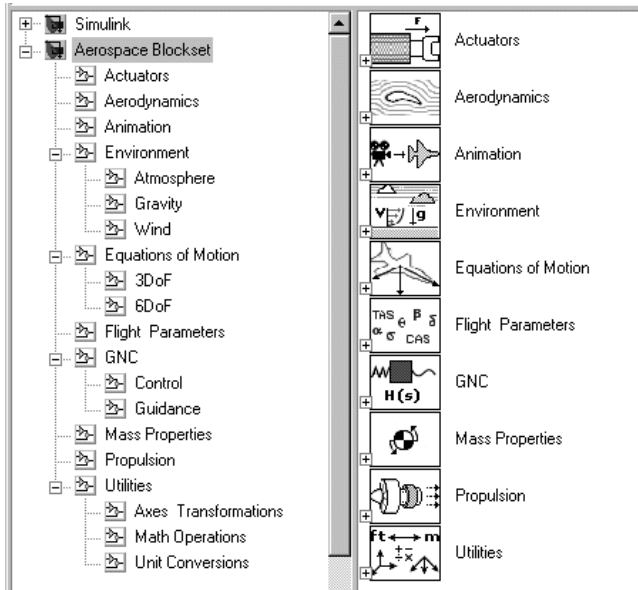 Simulink
Aerospace Blockset
Actuators
Aerodynamics
Animation
Environment
Atmosphere
Gravity
Wind
Equations of Motion
3DoF
6DoF
Flight Parameters
GNC
Control
Guidance
Mass Properties
Propulsion
Utilities
Axes Transformations
Math Operations
Unit Conversions
F
Actuators
Aerodynamics
Animation
V g
Environment
Equations of Motion
TAS θ β δ
α σ CAS
Flight Parameters
H(s)
GNC
Mass Properties
Propulsion
ft m
Utilities